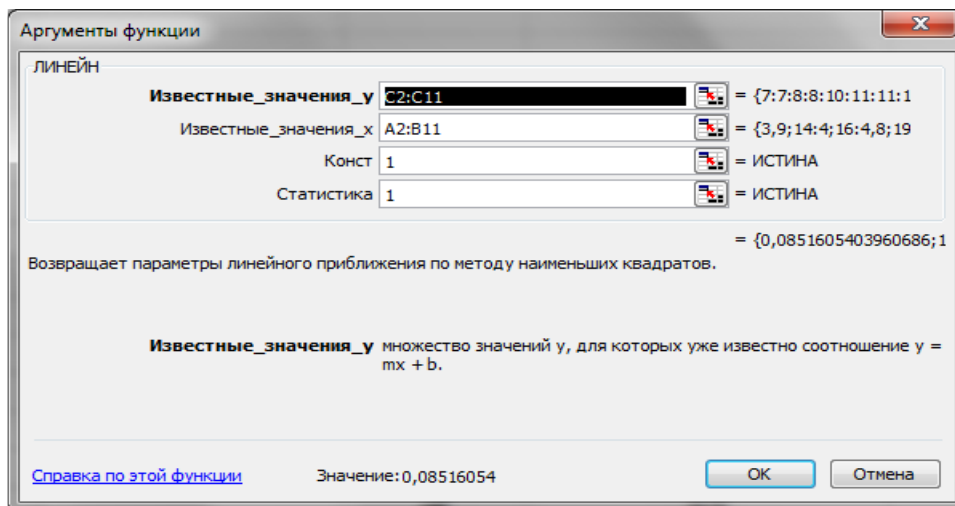 Аргументы функции
ЛИНЕЙН
Известные_значения_y C2:C11 = {7:7:8:8:10:11:11:1
Известные_значения_x A2:B11 = {3,9;14:4;16:4,8;19
Конст 1 = ИСТИНА
Статистика 1 = ИСТИНА
= {0,0851605403960686;1
Возвращает параметры линейного приближения по методу наименьших квадратов.
Известные_значения_y множество значений y, для которых уже известно соотношение y =
mx + b.
Справка по этой функции Значение:0,08516054 ОК Отмена